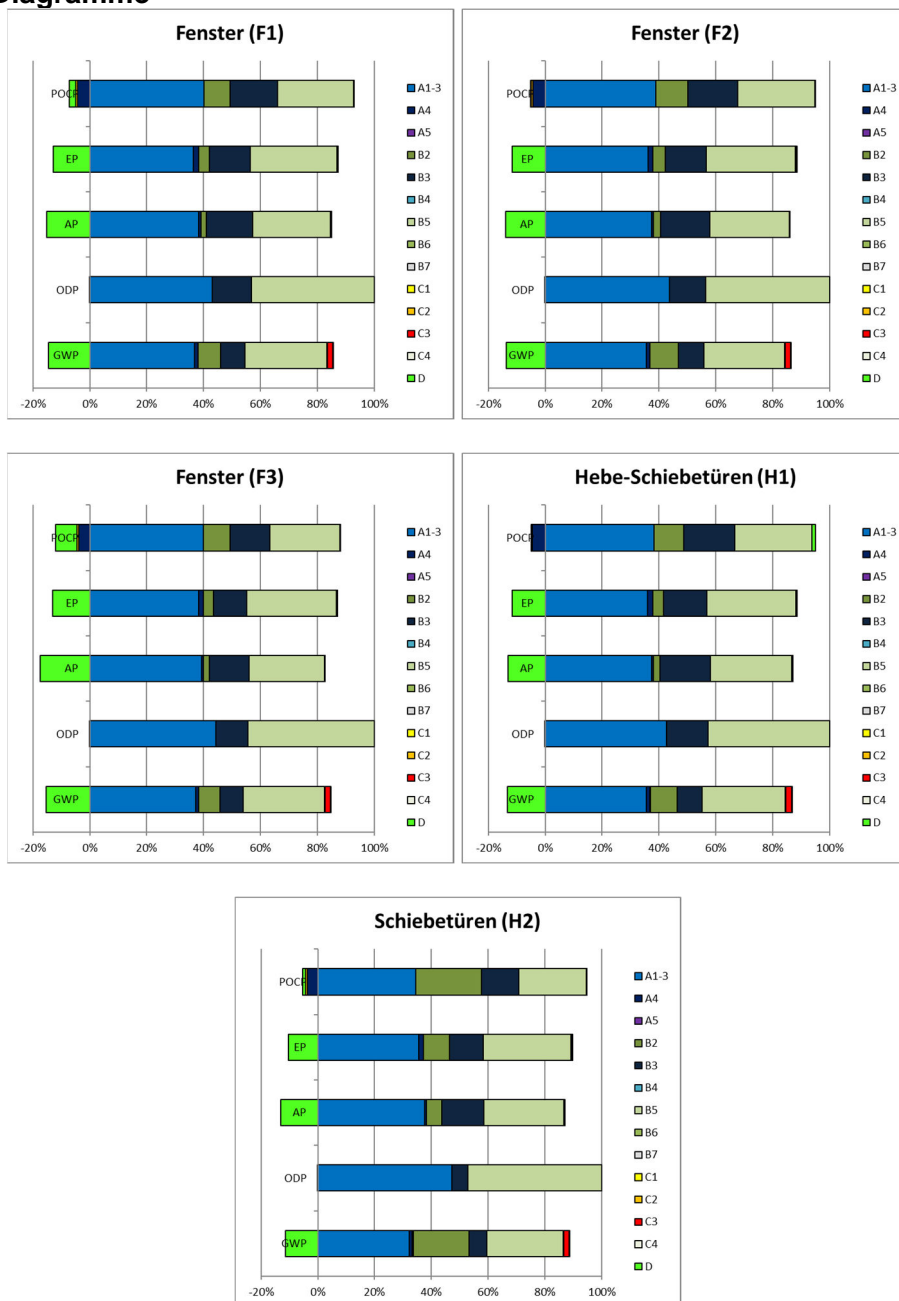 Diagramme
Fenster (F1)
POCP
EP
AP
ODP
GWP
-20% 0% 20% 40% 60% 80% 100%
A1-3
A4
A5
B2
B3
B4
B5
B6
B7
C1
C2
C3
C4
D
Fenster (F2)
POCP
EP
AP
ODP
GWP
-20% 0% 20% 40% 60% 80% 100%
A1-3
A4
A5
B2
B3
B4
B5
B6
B7
C1
C2
C3
C4
D
Fenster (F3)
POCP
EP
AP
ODP
GWP
-20% 0% 20% 40% 60% 80% 100%
A1-3
A4
A5
B2
B3
B4
B5
B6
B7
C1
C2
C3
C4
D
Hebe-Schiebetüren (H1)
POCP
EP
AP
ODP
GWP
-20% 0% 20% 40% 60% 80% 100%
A1-3
A4
A5
B2
B3
B4
B5
B6
B7
C1
C2
C3
C4
D
Schiebetüren (H2)
POCP
EP
AP
ODP
GWP
-20% 0% 20% 40% 60% 80% 100%
A1-3
A4
A5
B2
B3
B4
B5
B6
B7
C1
C2
C3
C4
D